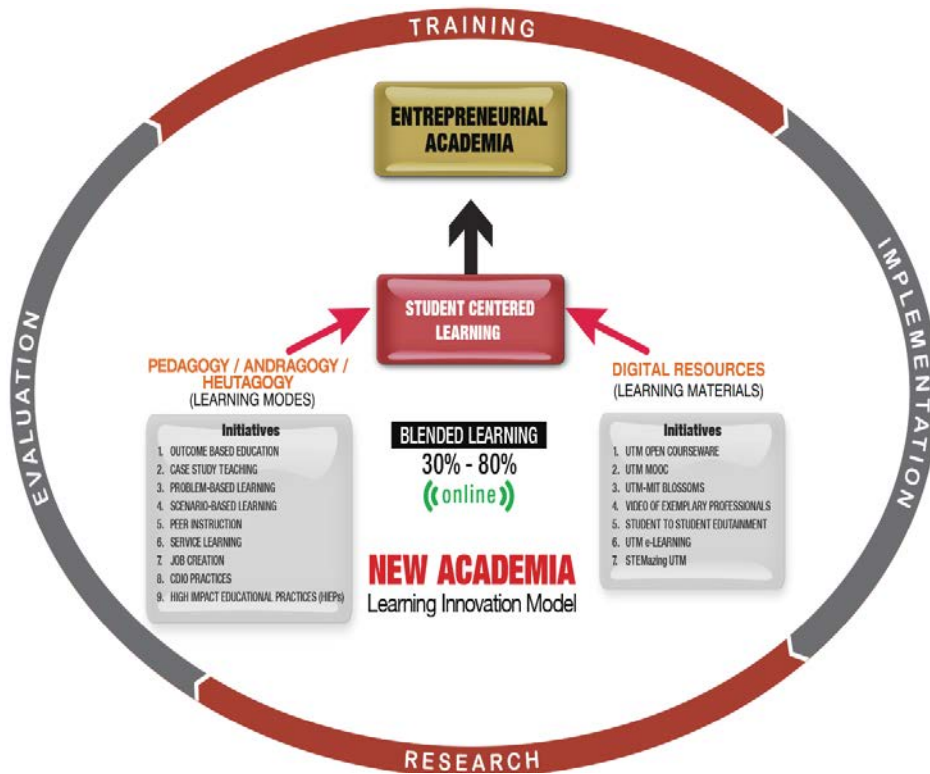 TRAINING
ENTREPRENEURIAL
ACADEMIA
IMPLEMENTATION
EVALUATION
STUDENT CENTERED
LEARNING
PEDAGOGY / ANDRAGOGY /
HEUTAGOGY
(LEARNING MODES)
Initiatives
1. OUTCOME BASED EDUCATION
2. CASE STUDY TEACHING
3. PROBLEM-BASED LEARNING
4. SCENARIO-BASED LEARNING
5. PEER INSTRUCTION
6. SERVICE LEARNING
7. JOB CREATION
8. CDIO PRACTICES
9. HIGH IMPACT EDUCATIONAL PRACTICES (HIEPs)
BLENDED LEARNING
30% - 80%
((online))
NEW ACADEMIA
Learning Innovation Model
DIGITAL RESOURCES
(LEARNING MATERIALS)
Initiatives
1. UTM OPEN COURSEWARE
2. UTM MOOC
3. UTM-MIT BLOSSOMS
4. VIDEO OF EXEMPLARY PROFESSIONALS
5. STUDENT TO STUDENT EDUTAINMENT
6. UTM e-LEARNING
7. STEMazing UTM
RESEARCH